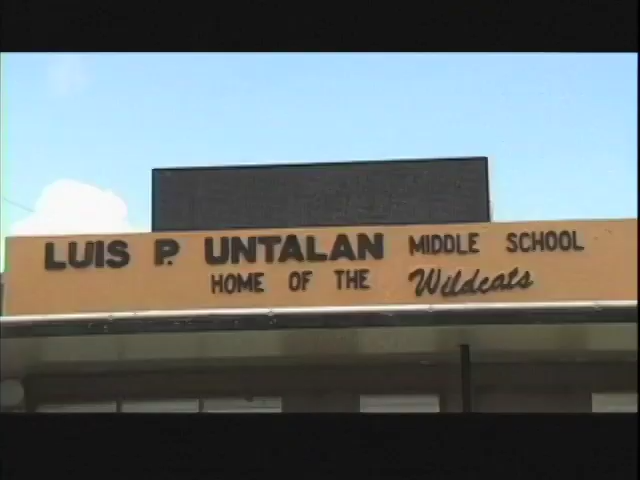 LUIS P. UNTALAN MIDDLE SCHOOL
HOME OF THE Wildcats